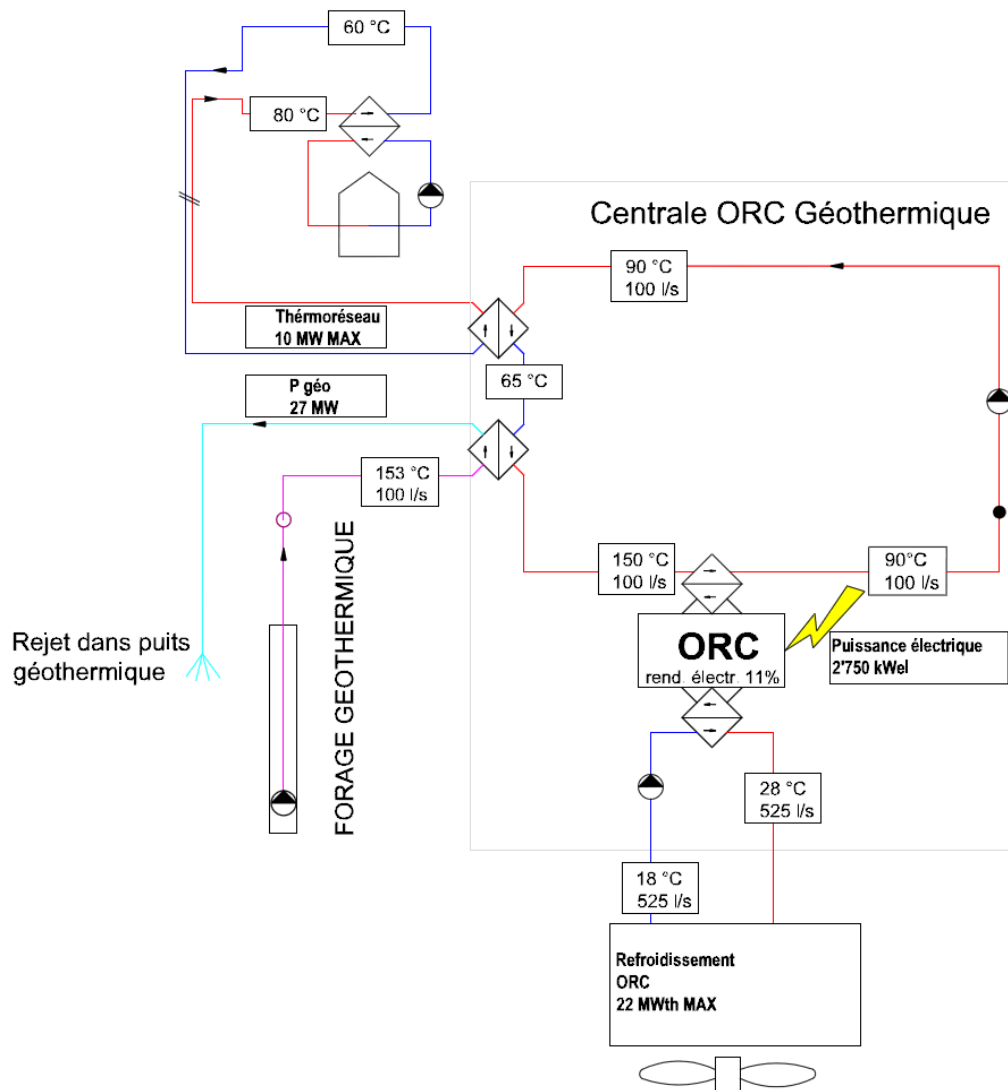 60 °C
80 °C
Centrale ORC Géothermique
90 °C
100 l/s
Thérmoréseau
10 MW MAX
65 °C
P géo
27 MW
153 °C
100 l/s
FORAGE GEOTHERMIQUE
150 °C
100 l/s
90°C
100 l/s
Rejet dans puits
géothermique
ORC
rend. électr. 11%
Puissance électrique
2'750 kWel
28 °C
525 l/s
18 °C
525 l/s
Refroidissement
ORC
22 MWth MAX